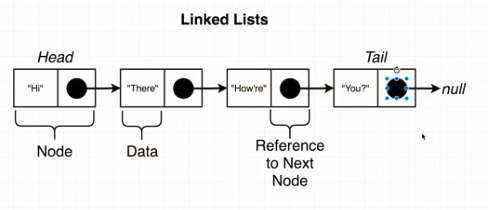 Linked Lists
Head
Tail
"Hi"
"There"
"How're"
"You?"
null
Node
Data
Reference
to Next
Node